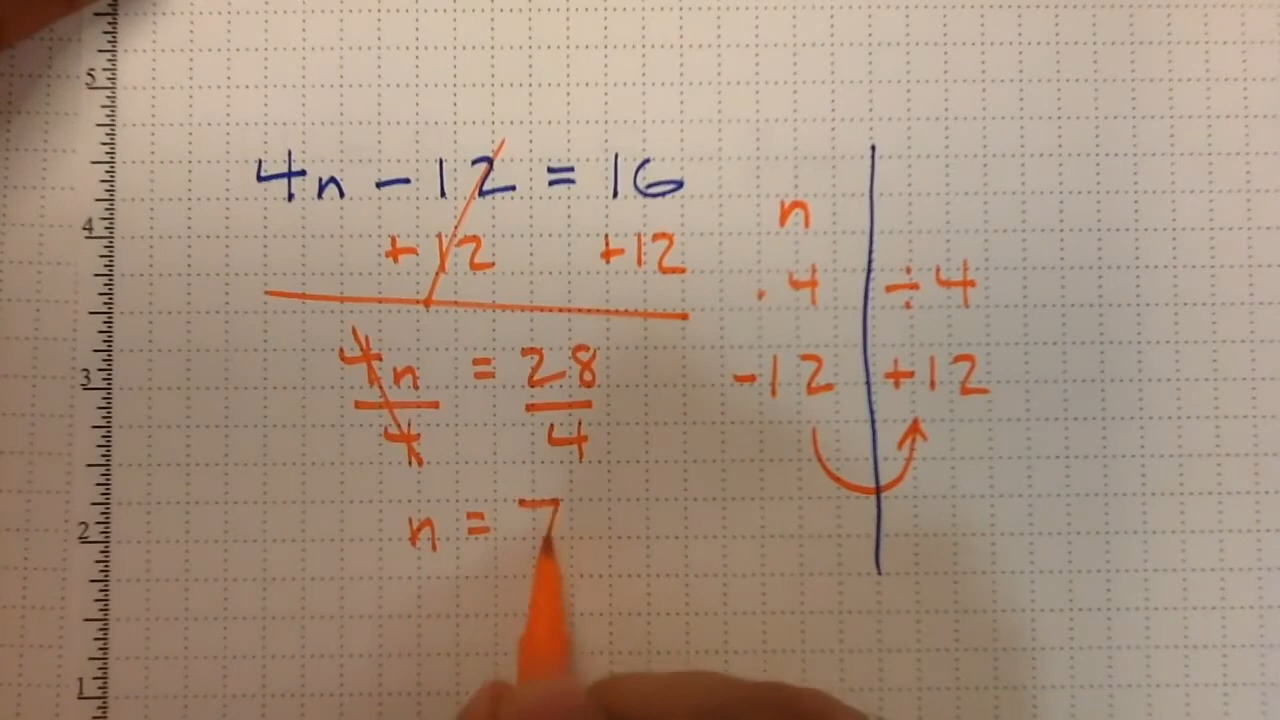 4n - 12 = 16
+12 +12
4n = 28
4 4
n = 7
n
· 4 ÷ 4
-12 +12
5
4
3
2
1